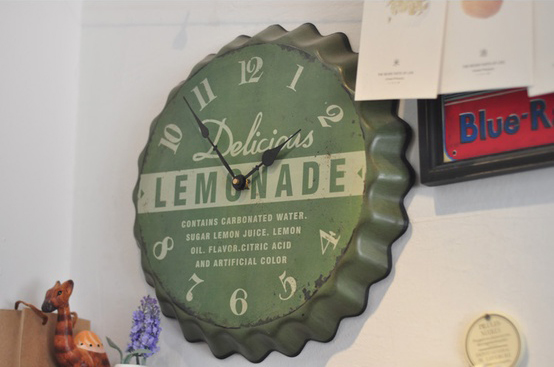 12
11
1
10
2
Delicious
LEMONADE
CONTAINS CARBONATED WATER.
SUGAR LEMON JUICE. LEMON
OIL. FLAVOR.CITRIC ACID
AND ARTIFICIAL COLOR
8
4
7
6
5
Blue-R